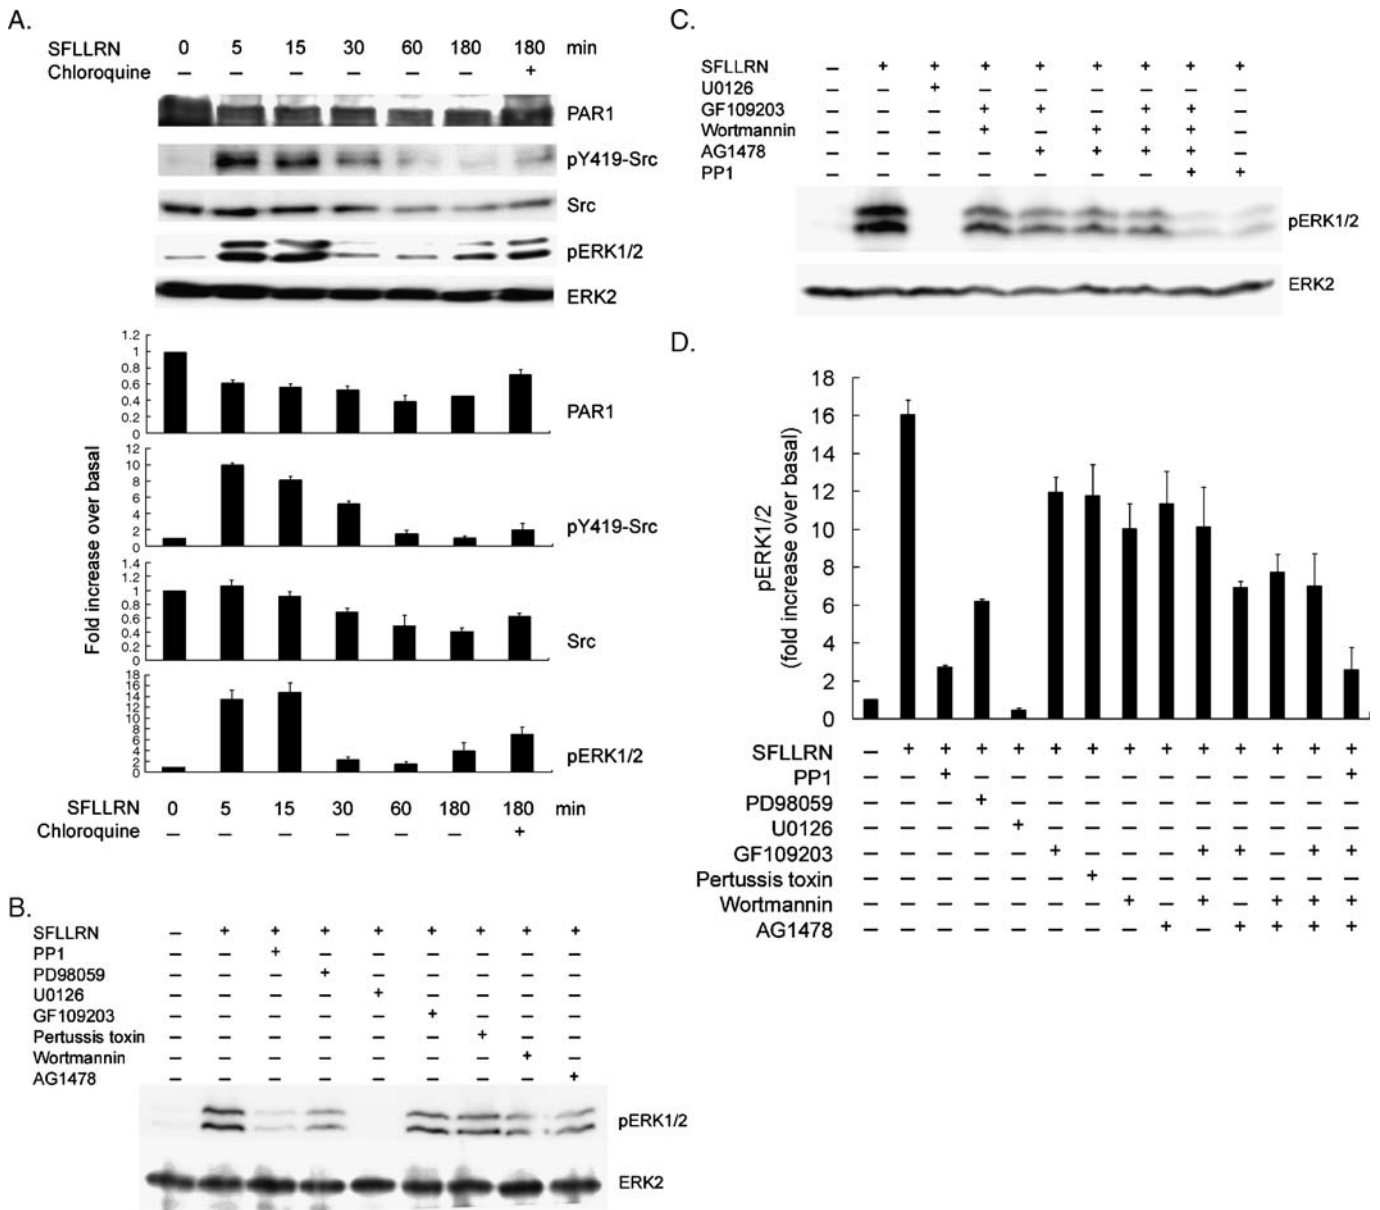 A.
SFLLRN 0 5 15 30 60 180 180 min
Chloroquine – – – – – – +
PAR1
pY419-Src
Src
pERK1/2
ERK2
Fold increase over basal
1.2
1
0.8
0.6
0.4
0.2
0
PAR1
12
10
8
6
4
2
0
pY419-Src
1.4
1.2
1
0.8
0.6
0.4
0.2
0
Src
18
16
14
12
10
8
6
4
2
0
pERK1/2
SFLLRN 0 5 15 30 60 180 180 min
Chloroquine – – – – – – +
B.
SFLLRN – + + + + + + + +
PP1 – – + – – – – – –
PD98059 – – – + – – – – –
U0126 – – – – + – – – –
GF109203 – – – – – + – – –
Pertussis toxin – – – – – – + – –
Wortmannin – – – – – – – + –
AG1478 – – – – – – – – +
pERK1/2
ERK2
C.
SFLLRN – + + + + + + + +
U0126 – – + – – – – – –
GF109203 – – – + + – + + –
Wortmannin – – – + – + + + –
AG1478 – – – – + + + + –
PP1 – – – – – – – + +
pERK1/2
ERK2
D.
pERK1/2
(fold increase over basal)
18
16
14
12
10
8
6
4
2
0
SFLLRN – + + + + + + + + + + + + +
PP1 – – + – – – – – – – – – – +
PD98059 – – – + – – – – – – – – – –
U0126 – – – – + – – – – – – – – –
GF109203 – – – – – + – – – + + – + +
Pertussis toxin – – – – – – + – – – – – – –
Wortmannin – – – – – – – + – + – + + +
AG1478 – – – – – – – – + – + + + +